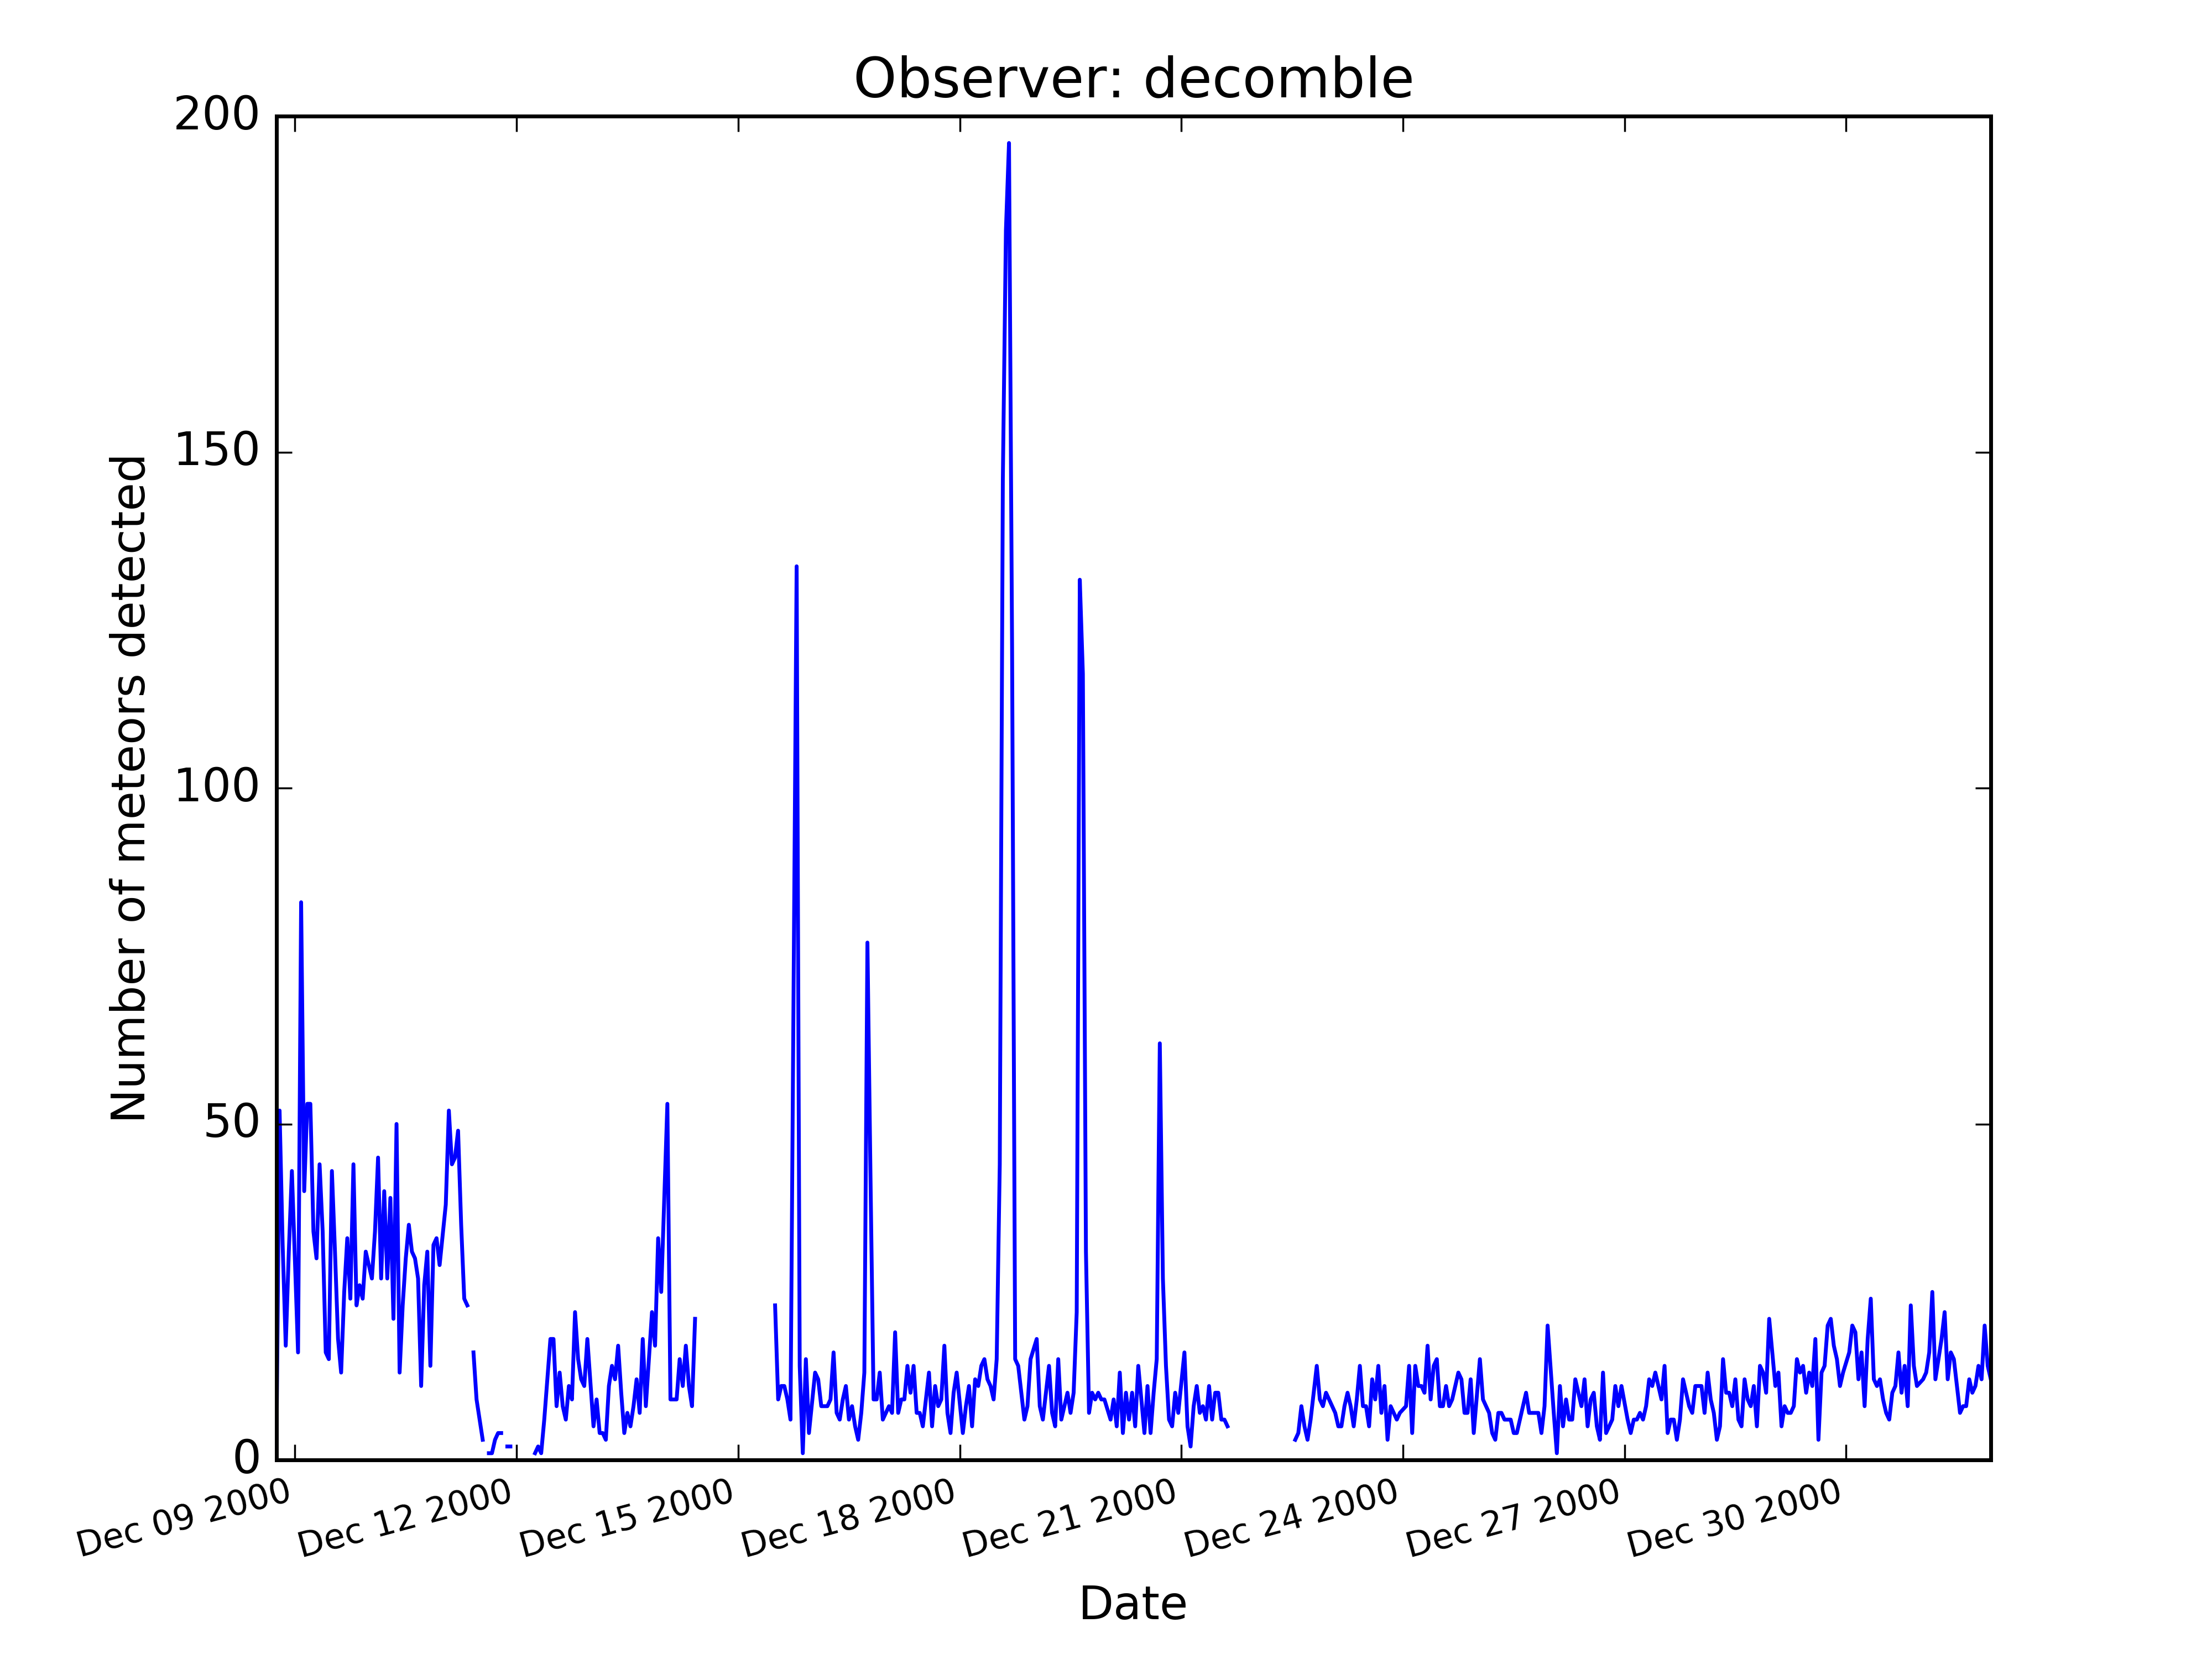 Observer: decomble
200
150
100
50
0
Number of meteors detected
Dec 09 2000
Dec 12 2000
Dec 15 2000
Dec 18 2000
Dec 21 2000
Dec 24 2000
Dec 27 2000
Dec 30 2000
Date